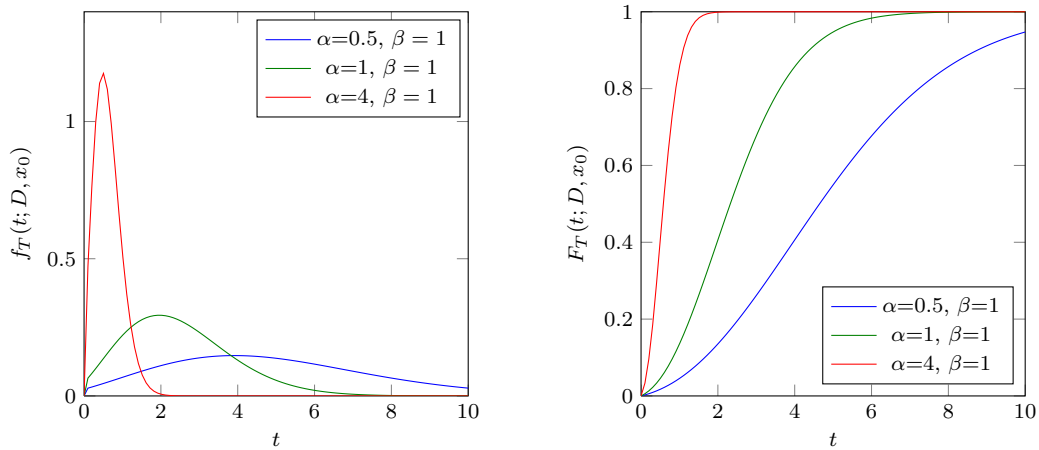 α=0.5, β = 1
α=1, β = 1
α=4, β = 1
1
0.5
0
0 2 4 6 8 10
t
f_T(t; D, x_0)
1
0.8
0.6
0.4
0.2
0
0 2 4 6 8 10
t
F_T(t; D, x_0)
α=0.5, β=1
α=1, β=1
α=4, β=1